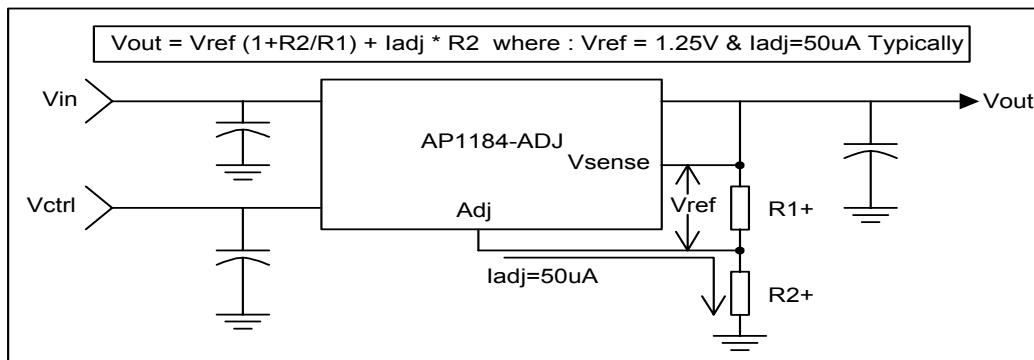 Vout = Vref (1+R2/R1) + Iadj * R2 where : Vref = 1.25V & Iadj=50uA Typically
Vin
Vout
AP1184-ADJ
Vsense
Vctrl
Adj
Vref
R1+
Iadj=50uA
R2+